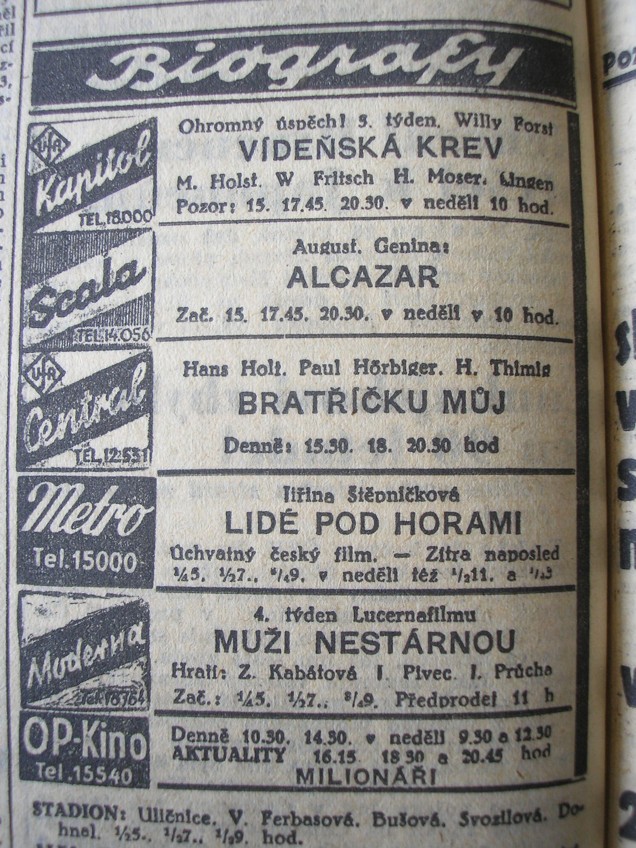 Biografy
UFA
Kapitol
TEL. 18.000
Ohromný úspěch! 3. týden. Willy Forst
VÍDEŇSKÁ KREV
M. Holst. W Fritsch H. Moser. Lingen
Pozor: 15. 17.45. 20.30. v neděli 10 hod.
Scala
TEL. 14.056
August. Genina:
ALCAZAR
Zač. 15. 17.45. 20.30. v neděli v 10 hod.
UFA
Central
TEL. 12.531
Hans Holt. Paul Hörbiger. H. Thimig
BRATŘÍČKU MŮJ
Denně: 15.30. 18. 20.30 hod
Metro
Tel. 15000
Jiřina Štěpničková
LIDÉ POD HORAMI
Úchvatný český film. — Zítra naposled
¼5. ½7., ¾9. v neděli též ½11. a
Moderna
4. týden Lucernafilmu
MUŽI NESTÁRNOU
Hrají: Z. Kabátová I. Pivec. J. Průcha
Zač.: ¼5, ½7., ¾9. Předprodej 11 h
OP-Kino
Tel. 15540
Denně 10.30. 14.30. v neděli 9.30 a 12.30
AKTUALITY 16.15 18 30 a 20.45 hod
MILIONÁŘI
STADION: Uličnice. V. Ferbasová. Bušová. Svozilová. Do-
hnal. ½5., ½7., ½9. hod.